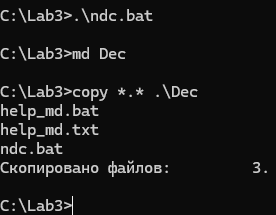 C:\Lab3>.\ndc.bat
C:\Lab3>md Dec
C:\Lab3>copy *.* .\Dec
help_md.bat
help_md.txt
ndc.bat
Скопировано файлов:         3.
C:\Lab3>